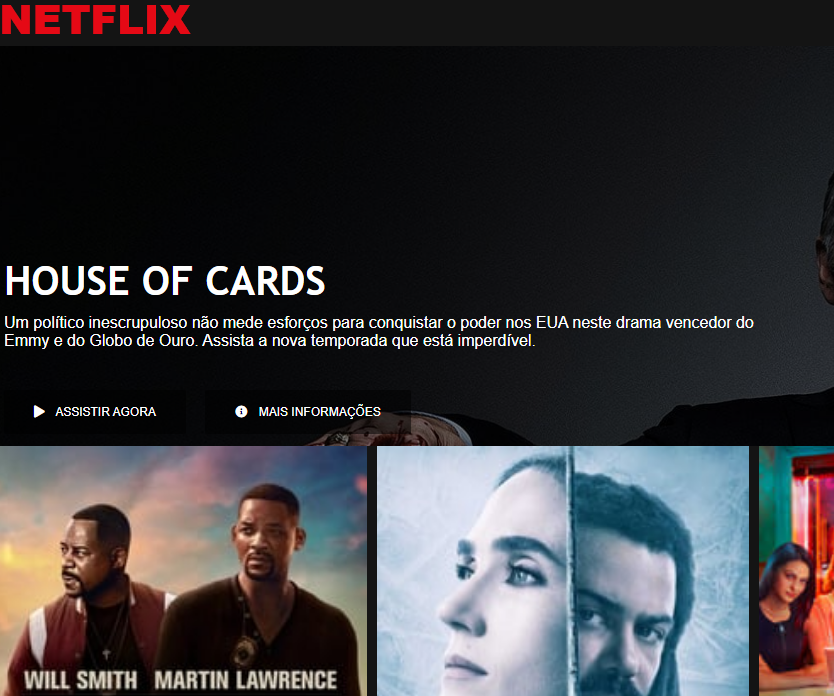 NETFLIX
HOUSE OF CARDS
Um político inescrupuloso não mede esforços para conquistar o poder nos EUA neste drama vencedor do
Emmy e do Globo de Ouro. Assista a nova temporada que está imperdível.
ASSISTIR AGORA
MAIS INFORMAÇÕES
WILL SMITH MARTIN LAWRENCE